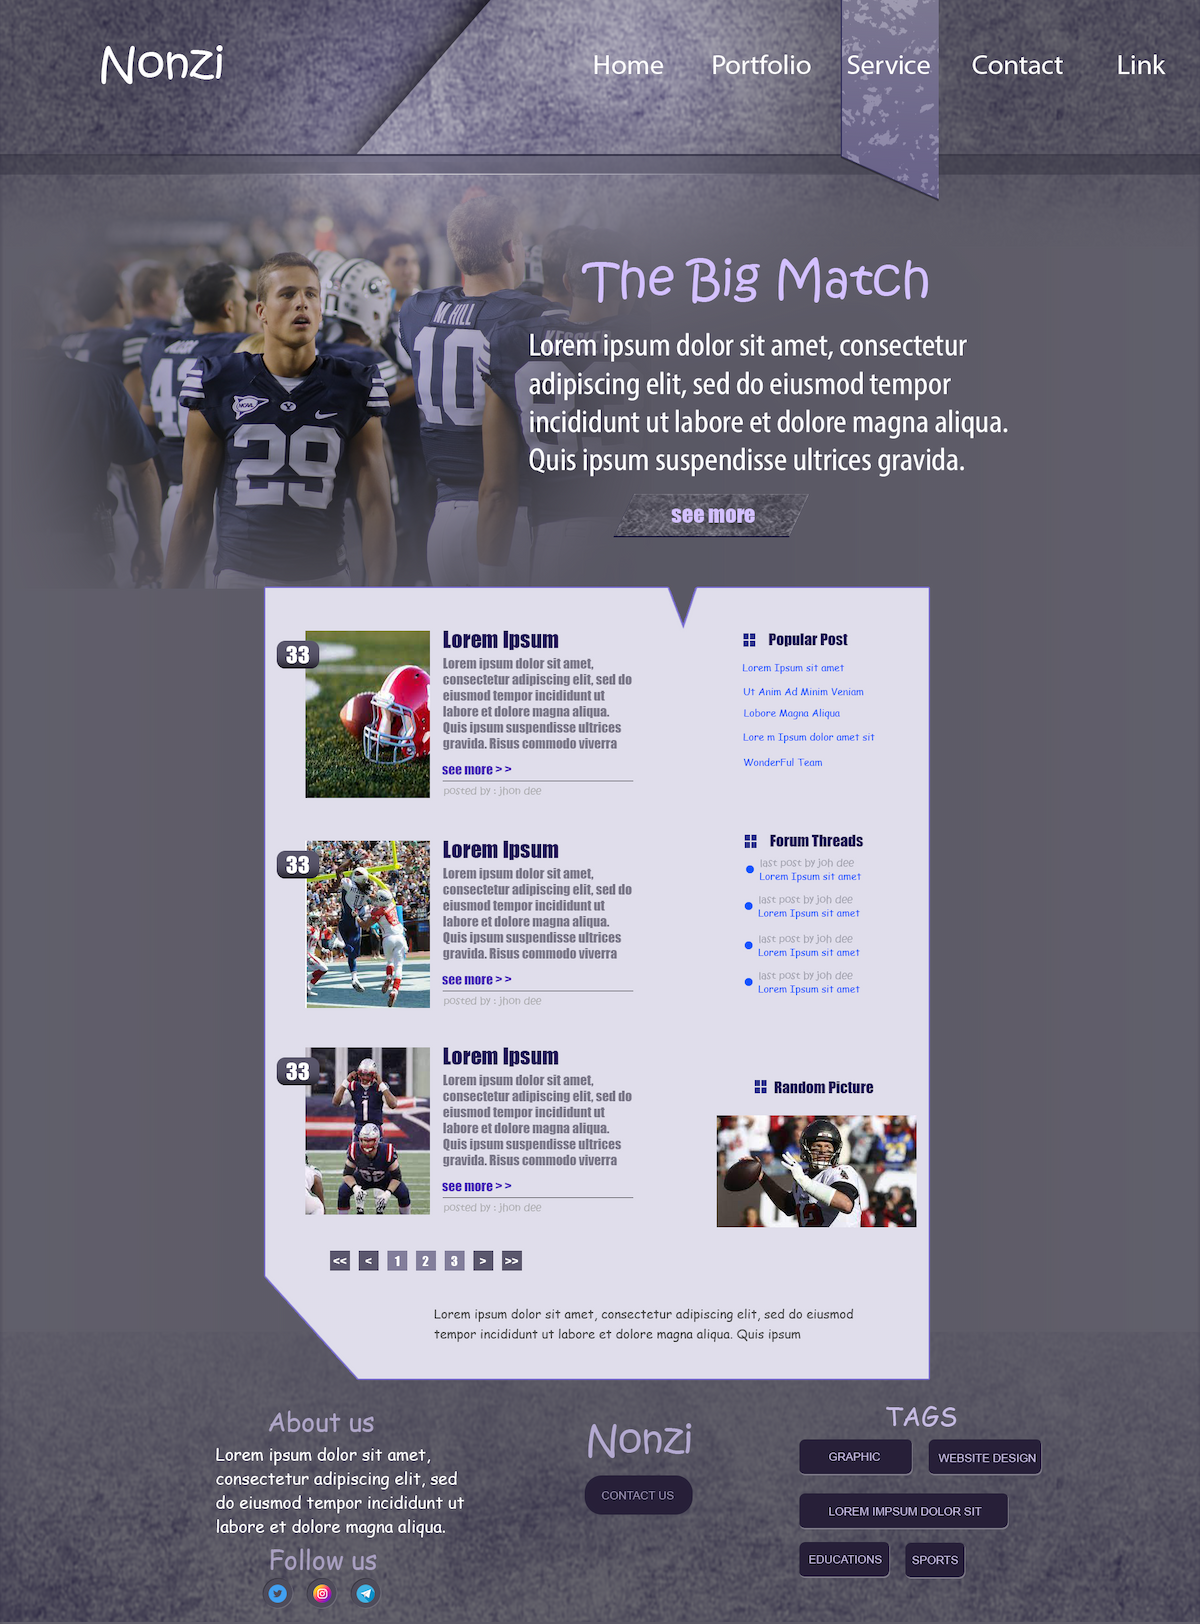 Nonzi
Home Portfolio Service Contact Link
The Big Match
Lorem ipsum dolor sit amet, consectetur
adipiscing elit, sed do eiusmod tempor
incididunt ut labore et dolore magna aliqua.
Quis ipsum suspendisse ultrices gravida.
see more
M. HILL
10
29
NCAA
Y
33
Lorem Ipsum
Lorem ipsum dolor sit amet,
consectetur adipiscing elit, sed do
eiusmod tempor incididunt ut
labore et dolore magna aliqua.
Quis ipsum suspendisse ultrices
gravida. Risus commodo viverra
see more > >
posted by : jhon dee
33
Lorem Ipsum
Lorem ipsum dolor sit amet,
consectetur adipiscing elit, sed do
eiusmod tempor incididunt ut
labore et dolore magna aliqua.
Quis ipsum suspendisse ultrices
gravida. Risus commodo viverra
see more > >
posted by : jhon dee
33
1
Lorem Ipsum
Lorem ipsum dolor sit amet,
consectetur adipiscing elit, sed do
eiusmod tempor incididunt ut
labore et dolore magna aliqua.
Quis ipsum suspendisse ultrices
gravida. Risus commodo viverra
see more > >
posted by : jhon dee
<< < 1 2 3 > >>
Popular Post
Lorem Ipsum sit amet
Ut Anim Ad Minim Veniam
Lobore Magna Aliqua
Lore m Ipsum dolor amet sit
WonderFul Team
Forum Threads
last post by joh dee
Lorem Ipsum sit amet
last post by joh dee
Lorem Ipsum sit amet
last post by joh dee
Lorem Ipsum sit amet
last post by joh dee
Lorem Ipsum sit amet
Random Picture
23
12
Lorem ipsum dolor sit amet, consectetur adipiscing elit, sed do eiusmod
tempor incididunt ut labore et dolore magna aliqua. Quis ipsum
About us
Lorem ipsum dolor sit amet,
consectetur adipiscing elit, sed
do eiusmod tempor incididunt ut
labore et dolore magna aliqua.
Follow us
Nonzi
CONTACT US
TAGS
GRAPHIC
WEBSITE DESIGN
LOREM IMPSUM DOLOR SIT
EDUCATIONS
SPORTS